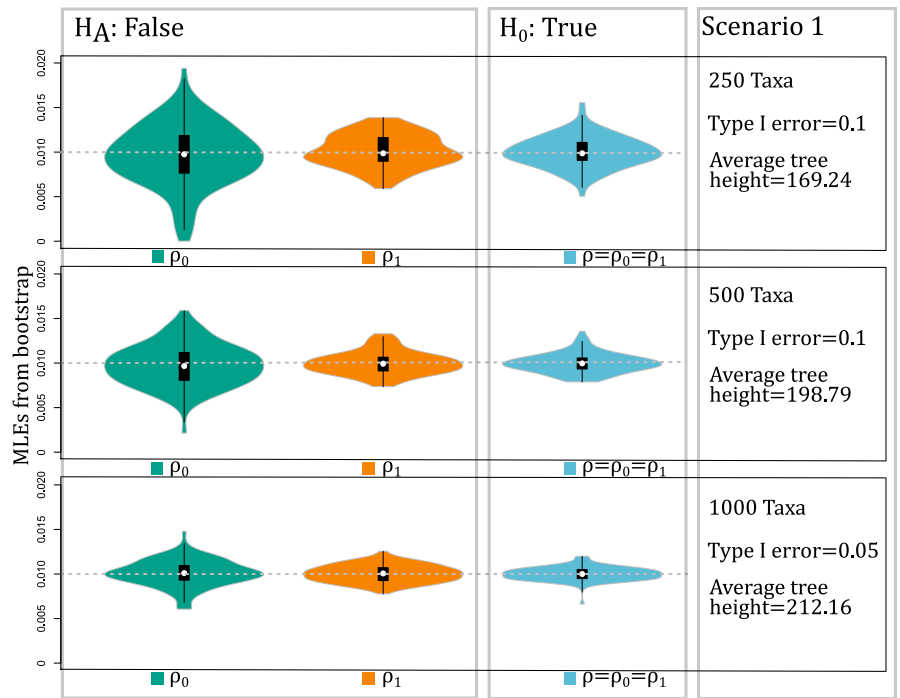 H_A: False
H₀: True
Scenario 1
MLEs from bootstrap
0.020
0.015
0.010
0.005
0
250 Taxa
Type I error=0.1
Average tree
height=169.24
ρ₀
ρ₁
ρ=ρ₀=ρ₁
0.020
0.015
0.010
0.005
0
500 Taxa
Type I error=0.1
Average tree
height=198.79
ρ₀
ρ₁
ρ=ρ₀=ρ₁
0.020
0.015
0.010
0.005
0
1000 Taxa
Type I error=0.05
Average tree
height=212.16
ρ₀
ρ₁
ρ=ρ₀=ρ₁